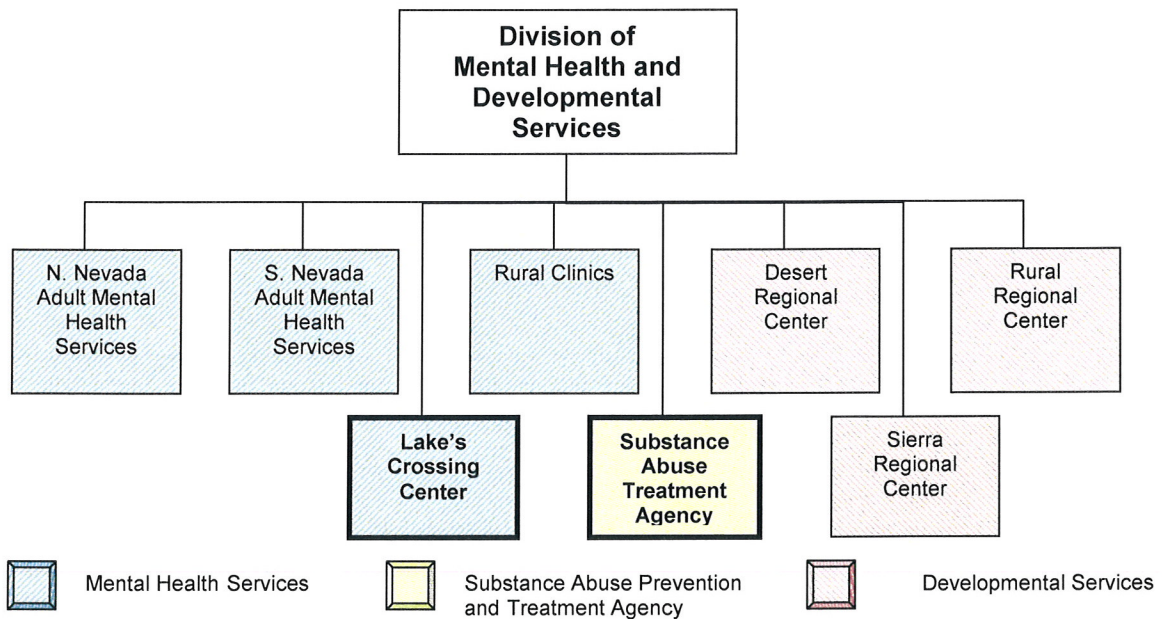 Division of
Mental Health and
Developmental
Services
N. Nevada
Adult Mental
Health
Services
S. Nevada
Adult Mental
Health
Services
Rural Clinics
Desert
Regional
Center
Rural
Regional
Center
Lake's
Crossing
Center
Substance
Abuse
Treatment
Agency
Sierra
Regional
Center
Mental Health Services
Substance Abuse Prevention
and Treatment Agency
Developmental Services